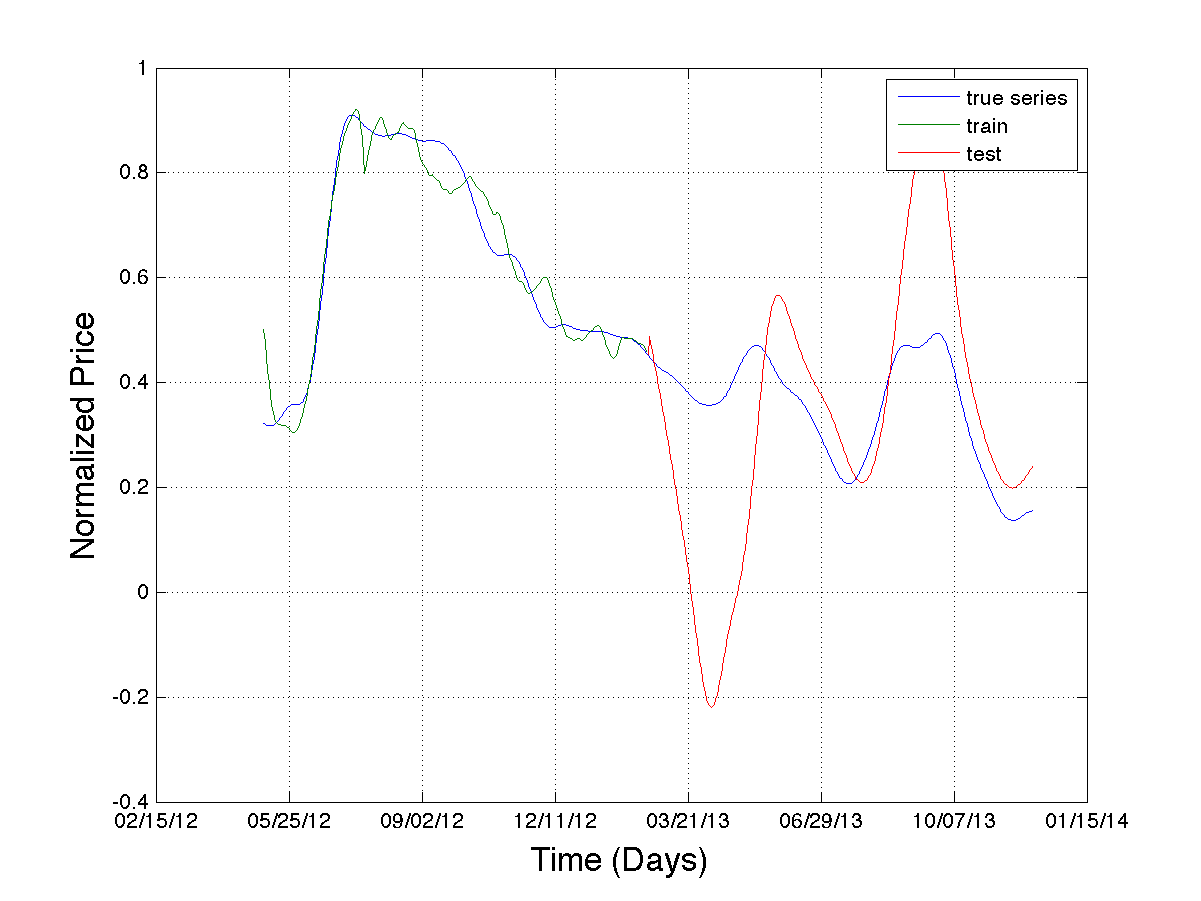 1
0.8
0.6
0.4
0.2
0
-0.2
-0.4
Normalized Price
true series
train
test
02/15/12 05/25/12 09/02/12 12/11/12 03/21/13 06/29/13 10/07/13 01/15/14
Time (Days)